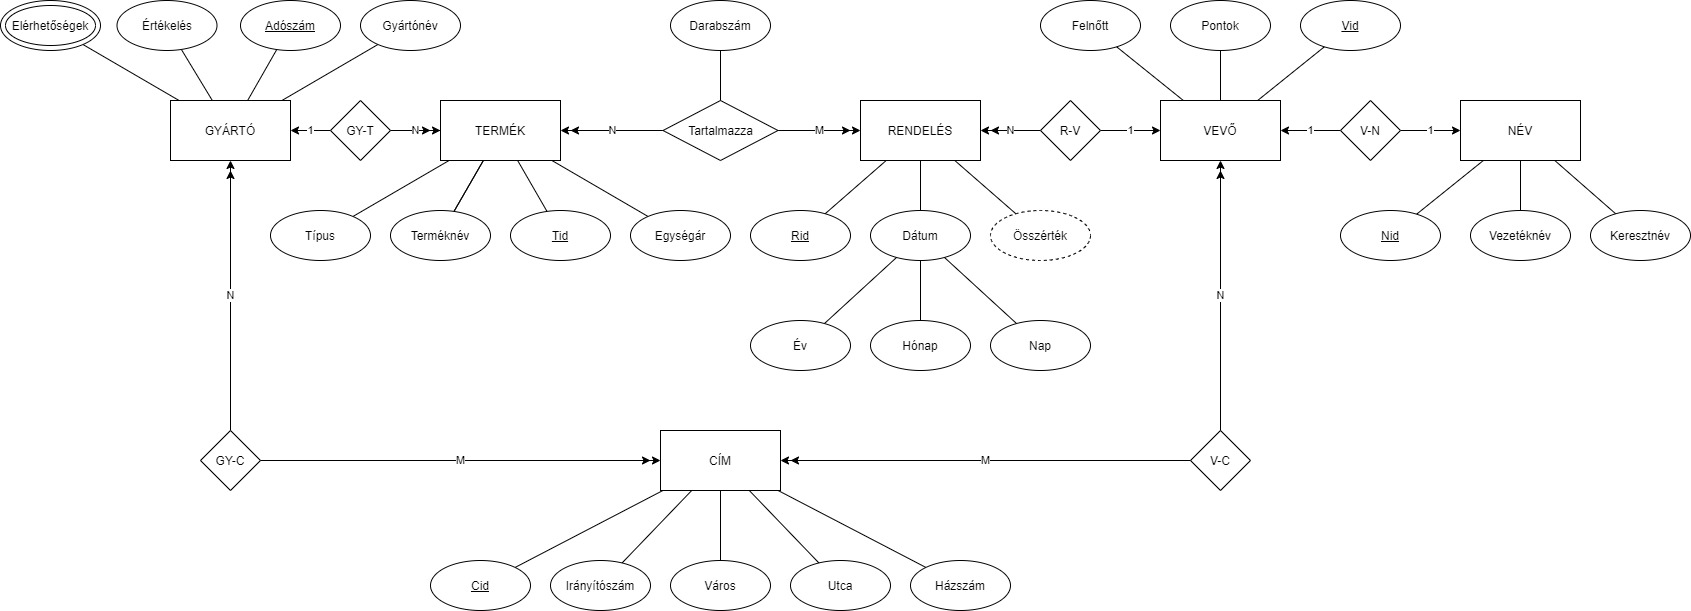 Elérhetőségek
Értékelés
Adószám
Gyártónév
Darabszám
Felnőtt
Pontok
Vid
GYÁRTÓ
1
GY-T
N
TERMÉK
N
Tartalmazza
M
RENDELÉS
N
R-V
1
VEVŐ
1
V-N
1
NÉV
Típus
Terméknév
Tid
Egységár
Rid
Dátum
Összérték
Nid
Vezetéknév
Keresztnév
N
N
Év
Hónap
Nap
GY-C
M
CÍM
M
V-C
Cid
Irányítószám
Város
Utca
Házszám